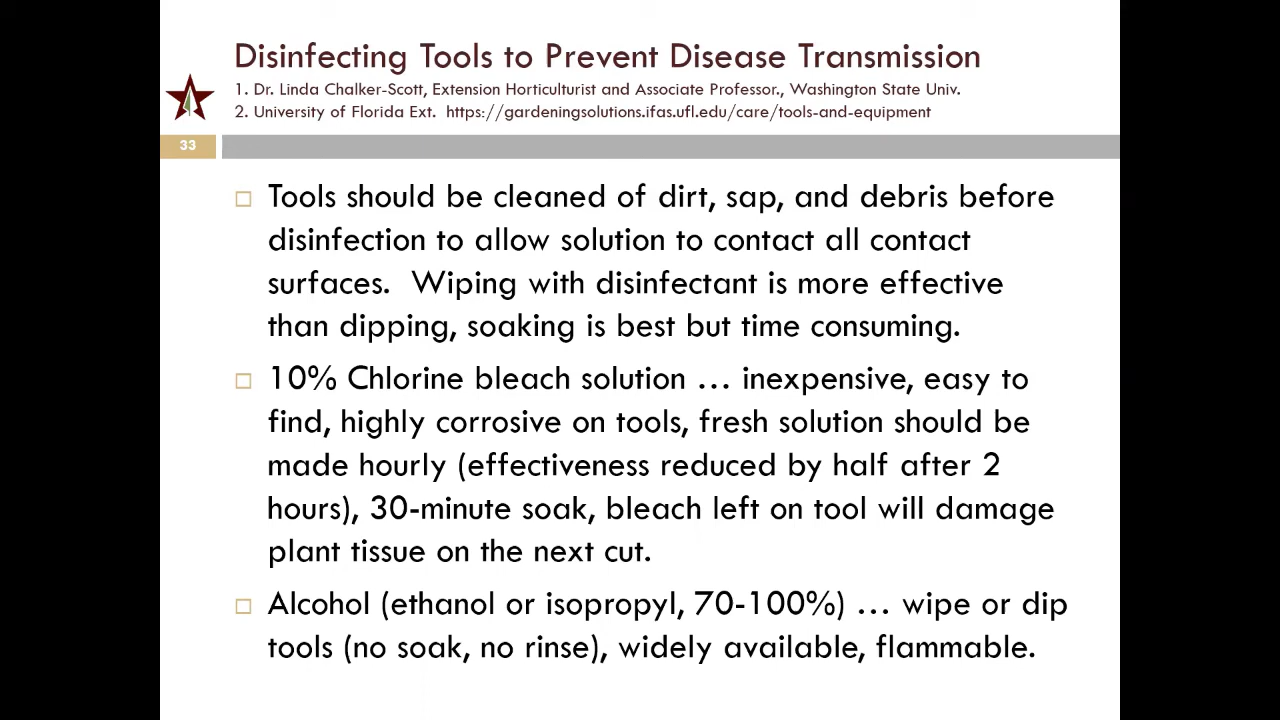 Disinfecting Tools to Prevent Disease Transmission
1. Dr. Linda Chalker-Scott, Extension Horticulturist and Associate Professor., Washington State Univ.
2. University of Florida Ext.  https://gardeningsolutions.ifas.ufl.edu/care/tools-and-equipment
33
Tools should be cleaned of dirt, sap, and debris before
disinfection to allow solution to contact all contact
surfaces.  Wiping with disinfectant is more effective
than dipping, soaking is best but time consuming.
10% Chlorine bleach solution … inexpensive, easy to
find, highly corrosive on tools, fresh solution should be
made hourly (effectiveness reduced by half after 2
hours), 30-minute soak, bleach left on tool will damage
plant tissue on the next cut.
Alcohol (ethanol or isopropyl, 70-100%) … wipe or dip
tools (no soak, no rinse), widely available, flammable.